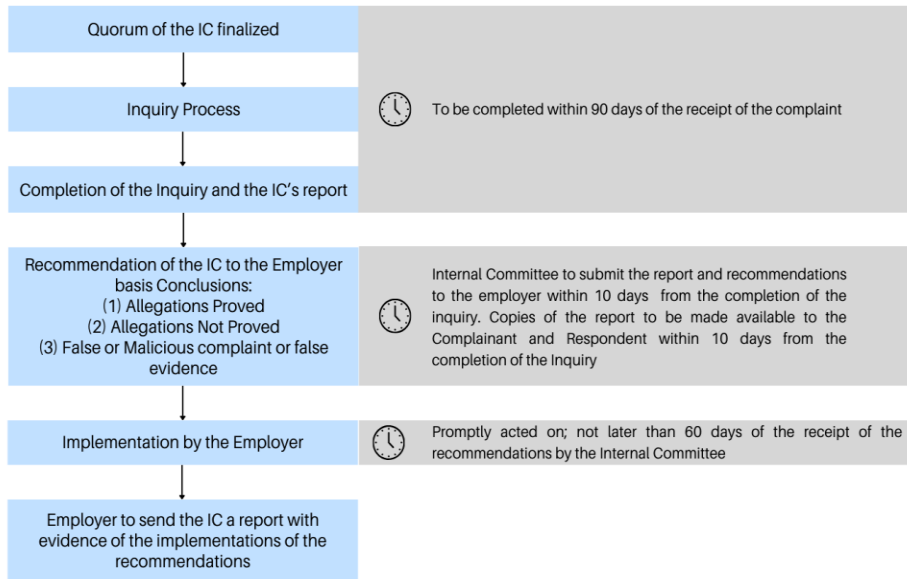 Quorum of the IC finalized
Inquiry Process
To be completed within 90 days of the receipt of the complaint
Completion of the Inquiry and the IC's report
Recommendation of the IC to the Employer
basis Conclusions:
(1) Allegations Proved
(2) Allegations Not Proved
(3) False or Malicious complaint or false
evidence
Internal Committee to submit the report and recommendations
to the employer within 10 days from the completion of the
inquiry. Copies of the report to be made available to the
Complainant and Respondent within 10 days from the
completion of the Inquiry
Implementation by the Employer
Promptly acted on; not later than 60 days of the receipt of the
recommendations by the Internal Committee
Employer to send the IC a report with
evidence of the implementations of the
recommendations